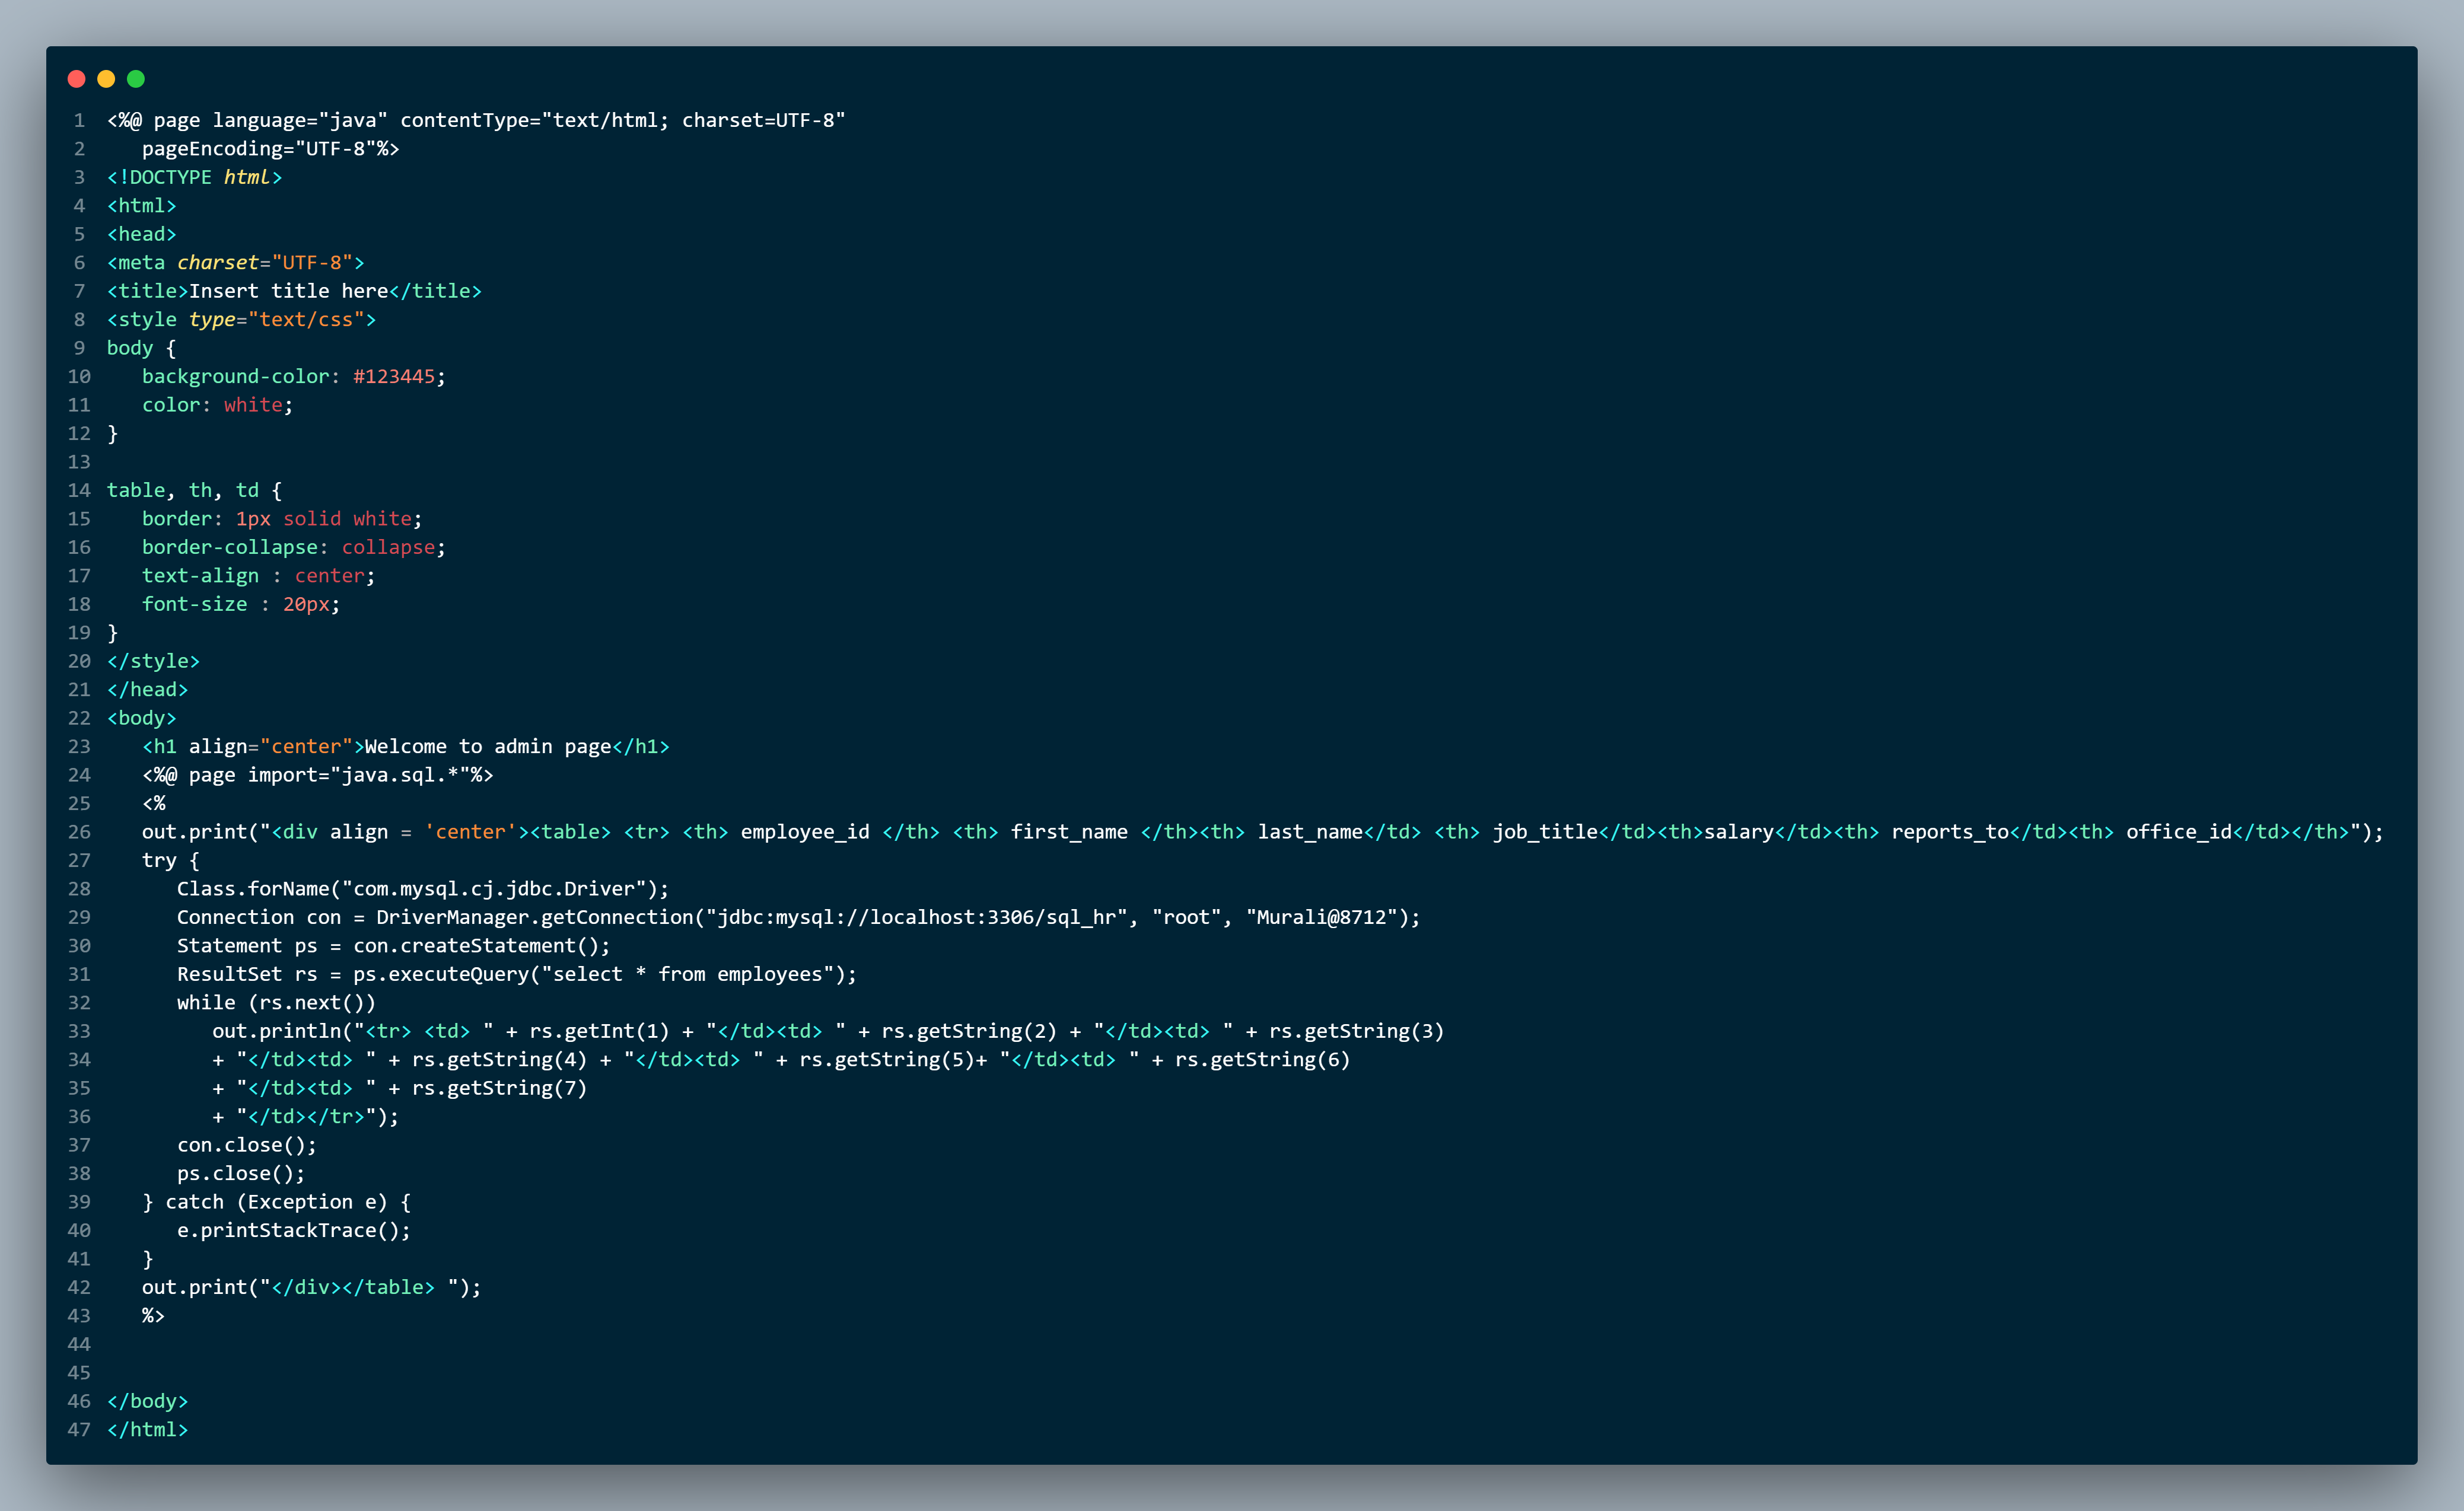 1 <%@ page language="java" contentType="text/html; charset=UTF-8"
2    pageEncoding="UTF-8"%>
3 <!DOCTYPE html>
4 <html>
5 <head>
6 <meta charset="UTF-8">
7 <title>Insert title here</title>
8 <style type="text/css">
9 body {
10    background-color: #123445;
11    color: white;
12 }
13
14 table, th, td {
15    border: 1px solid white;
16    border-collapse: collapse;
17    text-align : center;
18    font-size : 20px;
19 }
20 </style>
21 </head>
22 <body>
23    <h1 align="center">Welcome to admin page</h1>
24    <%@ page import="java.sql.*"%>
25    <%
26    out.print("<div align = 'center'><table> <tr> <th> employee_id </th> <th> first_name </th><th> last_name</td> <th> job_title</td><th>salary</td><th> reports_to</td><th> office_id</td></th>");
27    try {
28       Class.forName("com.mysql.cj.jdbc.Driver");
29       Connection con = DriverManager.getConnection("jdbc:mysql://localhost:3306/sql_hr", "root", "Murali@8712");
30       Statement ps = con.createStatement();
31       ResultSet rs = ps.executeQuery("select * from employees");
32       while (rs.next())
33          out.println("<tr> <td> " + rs.getInt(1) + "</td><td> " + rs.getString(2) + "</td><td> " + rs.getString(3)
34          + "</td><td> " + rs.getString(4) + "</td><td> " + rs.getString(5)+ "</td><td> " + rs.getString(6)
35          + "</td><td> " + rs.getString(7)
36          + "</td></tr>");
37       con.close();
38       ps.close();
39    } catch (Exception e) {
40       e.printStackTrace();
41    }
42    out.print("</div></table> ");
43    %>
44
45
46 </body>
47 </html>